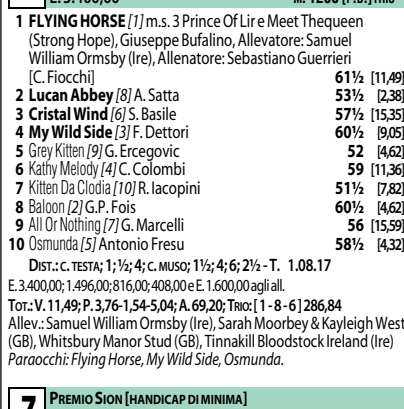 E. 3.400,00 M. 1200 [P.B.] TRIO
1 FLYING HORSE [1] m.s. 3 Prince Of Lir e Meet Thequeen
(Strong Hope), Giuseppe Bufalino, Allevatore: Samuel
William Ormsby (Ire), Allenatore: Sebastiano Guerrieri
[C. Fiocchi] 61½ [11,49]
2 Lucan Abbey [8] A. Satta 53½ [2,38]
3 Cristal Wind [6] S. Basile 57½ [15,35]
4 My Wild Side [3] F. Dettori 60½ [9,05]
5 Grey Kitten [9] G. Ercegovic 52 [4,62]
6 Kathy Melody [4] C. Colombi 59 [11,36]
7 Kitten Da Clodia [10] R. Iacopini 51½ [7,82]
8 Baloon [2] G.P. Fois 60½ [4,62]
9 All Or Nothing [7] G. Marcelli 56 [15,59]
10 Osmunda [5] Antonio Fresu 58½ [4,32]
DIST.: C. TESTA; 1; ½; 4; C. MUSO; 1½; 4; 6; 2½ - T. 1.08.17
E. 3.400,00; 1.496,00; 816,00; 408,00 e E. 1.600,00 agli all.
TOT.: V. 11,49; P. 3,76-1,54-5,04; A. 69,20; TRIO: [ 1 - 8 - 6 ] 286,84
Allev.: Samuel William Ormsby (Ire), Sarah Moorbey & Kayleigh West
(GB), Whitsbury Manor Stud (GB), Tinnakill Bloodstock Ireland (Ire)
Paraocchi: Flying Horse, My Wild Side, Osmunda.
7 PREMIO SION [HANDICAP DI MINIMA]